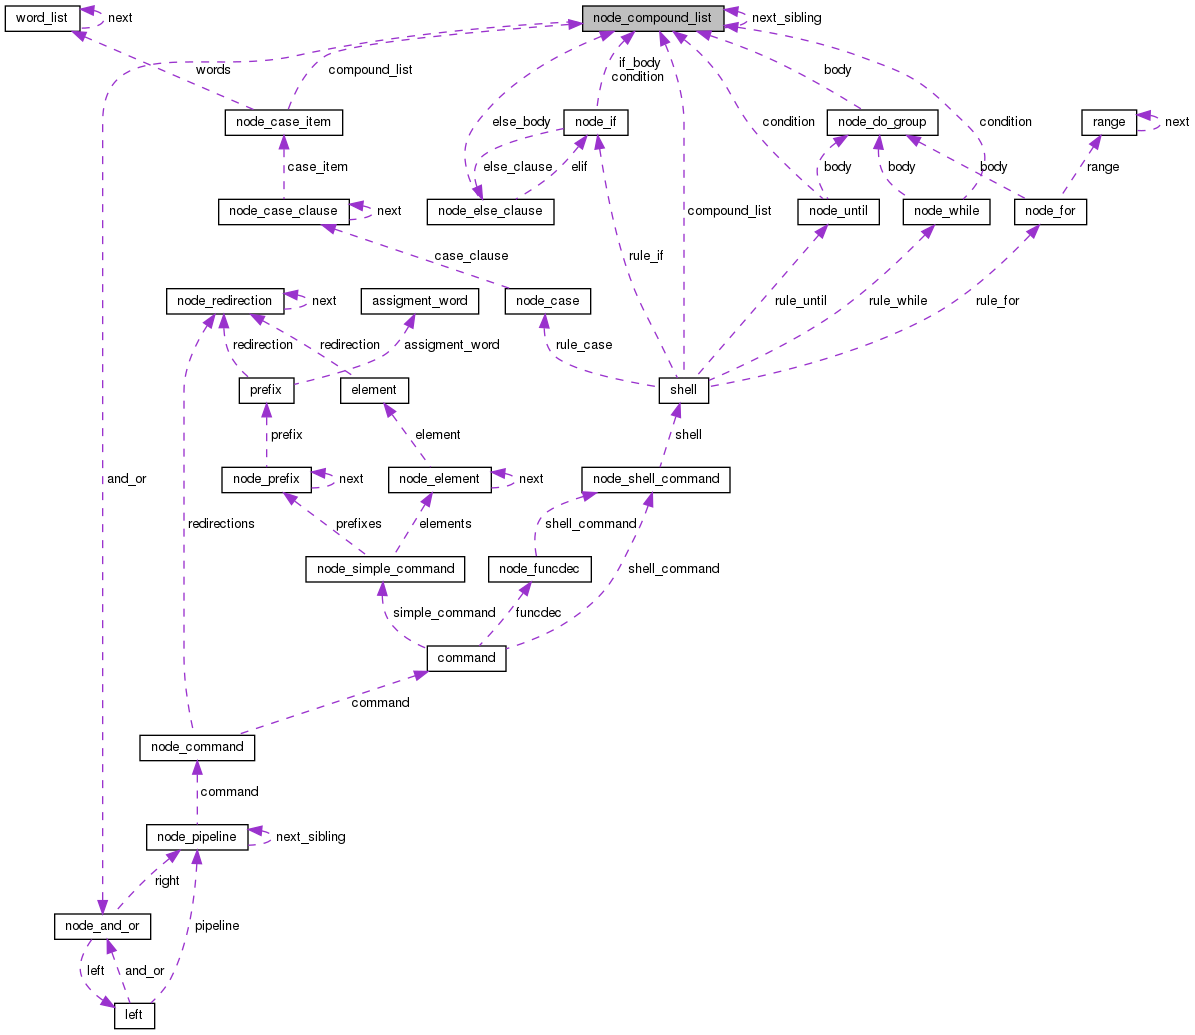 word_list
next
node_compound_list
next_sibling
words
compound_list
if_body
condition
body
node_case_item
else_body
node_if
condition
node_do_group
condition
range
next
case_item
else_clause
elif
body
body
body
range
node_case_clause
next
node_else_clause
compound_list
node_until
node_while
node_for
case_clause
rule_if
node_redirection
next
assigment_word
node_case
rule_until
rule_while
rule_for
redirection
redirection
assigment_word
rule_case
prefix
element
shell
prefix
element
shell
and_or
node_prefix
next
node_element
next
node_shell_command
redirections
prefixes
elements
shell_command
node_simple_command
node_funcdec
shell_command
simple_command
funcdec
command
command
node_command
command
node_pipeline
next_sibling
right
node_and_or
pipeline
left
and_or
left